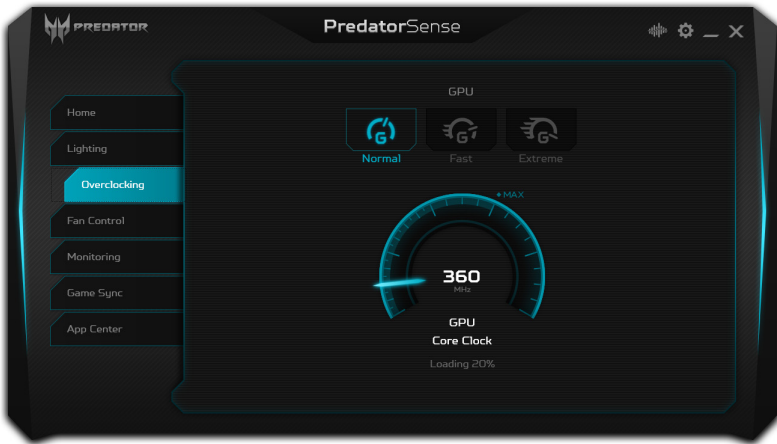 PREDATOR
PredatorSense
Home
Lighting
Overclocking
Fan Control
Monitoring
Game Sync
App Center
GPU
Normal
Fast
Extreme
MAX
360
MHz
GPU
Core Clock
Loading 20%